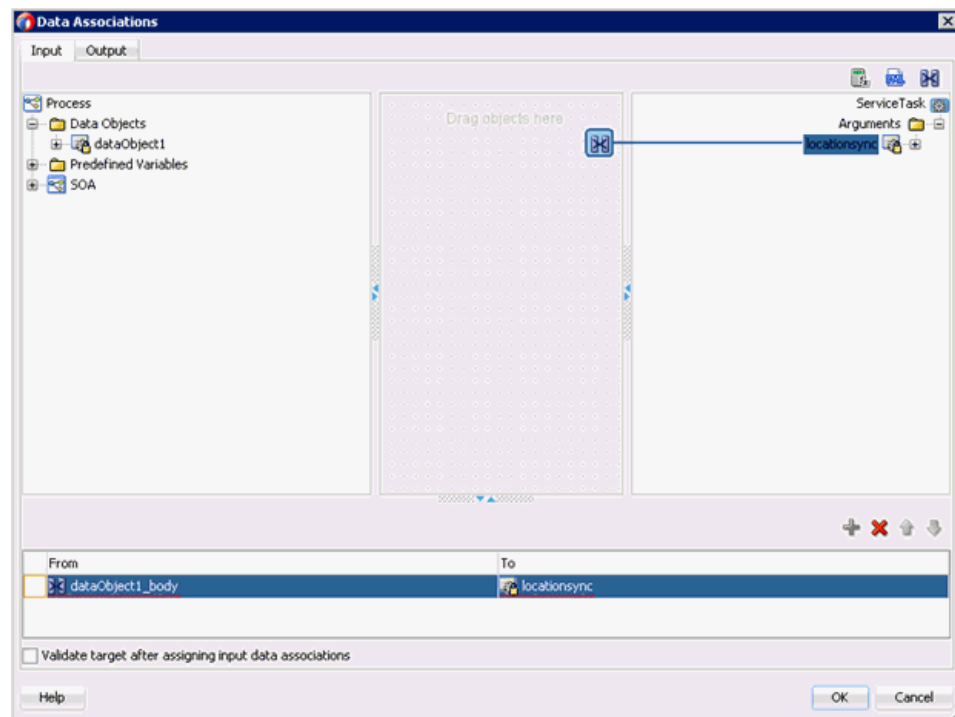 Data Associations
Input Output
Process
Data Objects
dataObject1
Predefined Variables
SOA
Drag objects here
ServiceTask
Arguments
locationsync
From To
dataObject1_body locationsync
Validate target after assigning input data associations
Help OK Cancel